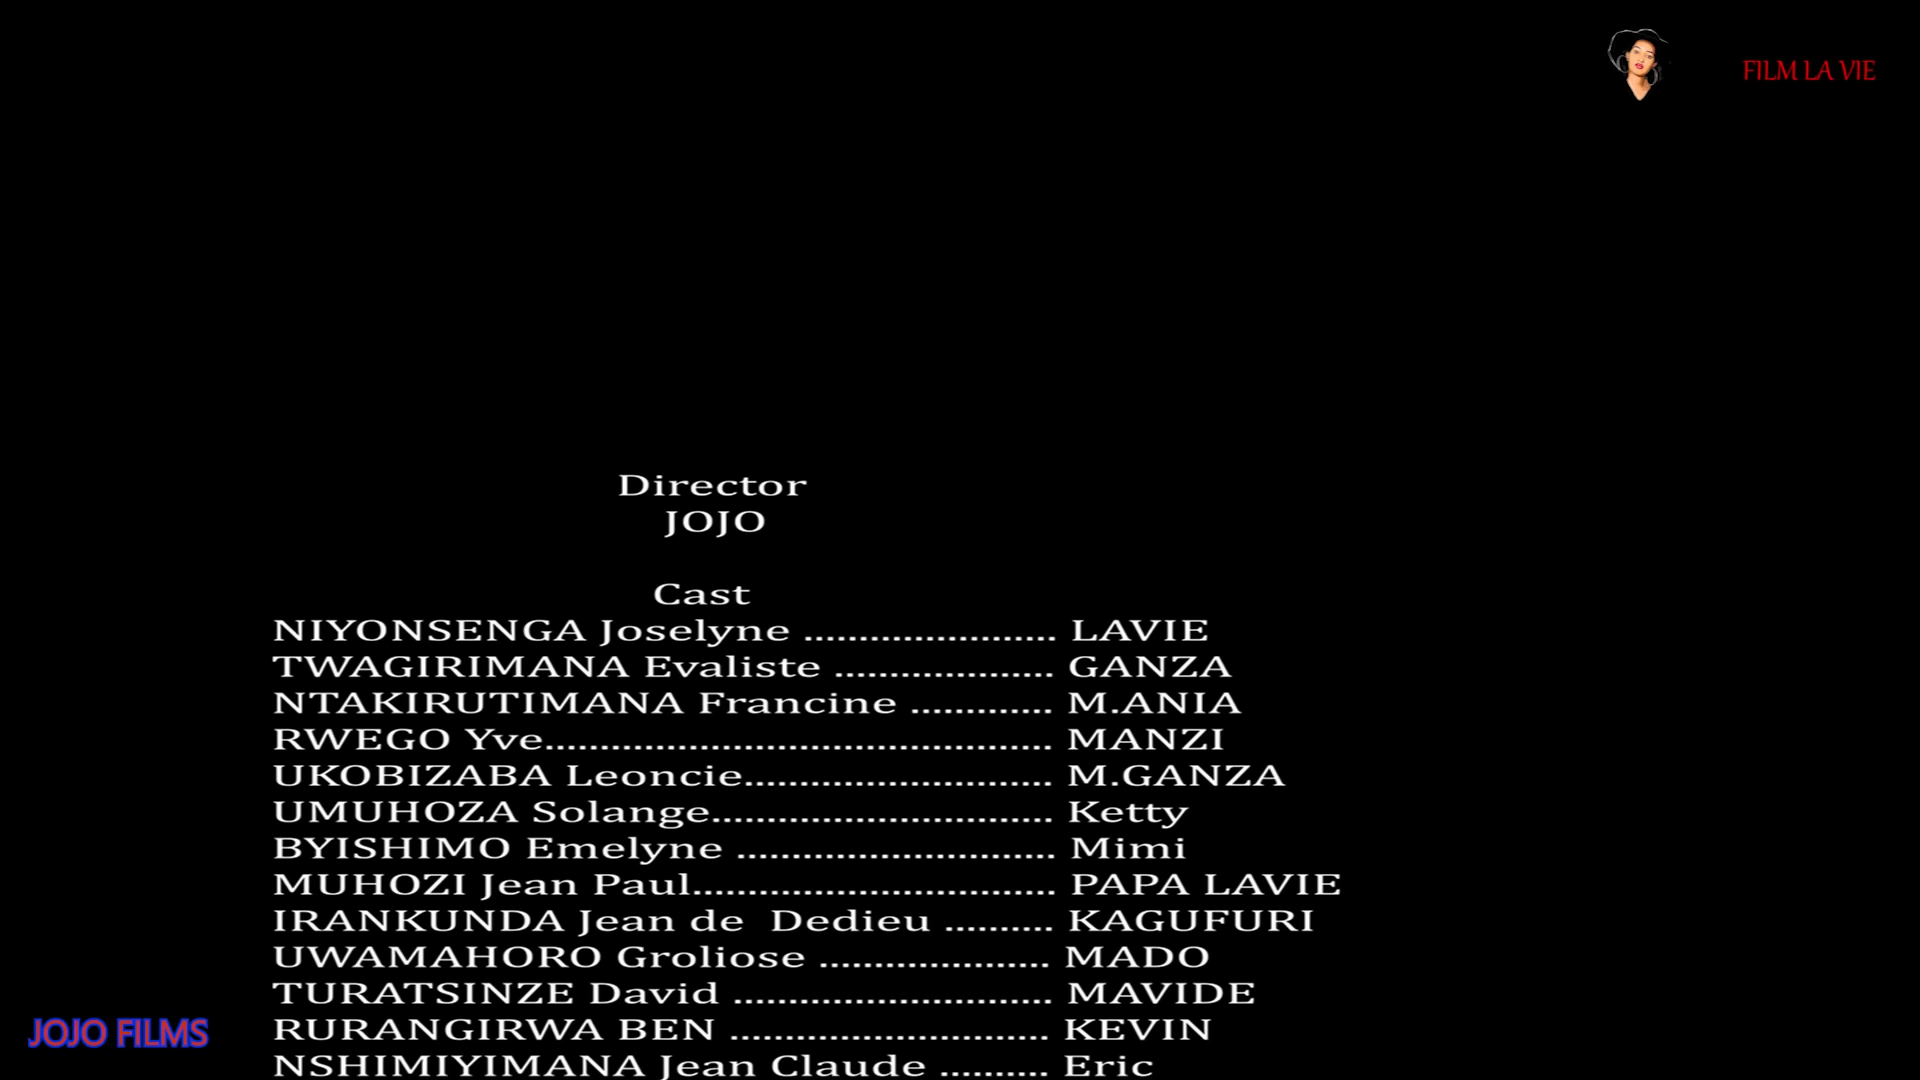 FILM LA VIE
Director
JOJO
Cast
NIYONSENGA Joselyne ....................... LAVIE
TWAGIRIMANA Evaliste .................... GANZA
NTAKIRUTIMANA Francine ............. M.ANIA
RWEGO Yve.............................................. MANZI
UKOBIZABA Leoncie............................ M.GANZA
UMUHOZA Solange............................... Ketty
BYISHIMO Emelyne ............................. Mimi
MUHOZI Jean Paul................................. PAPA LAVIE
IRANKUNDA Jean de  Dedieu .......... KAGUFURI
UWAMAHORO Groliose ..................... MADO
TURATSINZE David ............................. MAVIDE
RURANGIRWA BEN ............................. KEVIN
NSHIMIYIMANA Jean Claude .......... Eric
JOJO FILMS